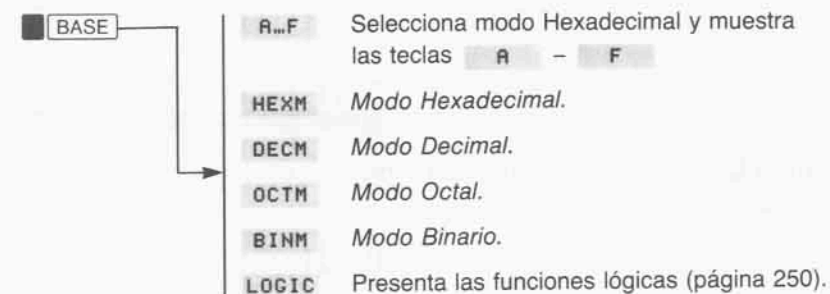 BASE
A…F Selecciona modo Hexadecimal y muestra
las teclas A – F
HEXM Modo Hexadecimal.
DECM Modo Decimal.
OCTM Modo Octal.
BINM Modo Binario.
LOGIC Presenta las funciones lógicas (página 250).